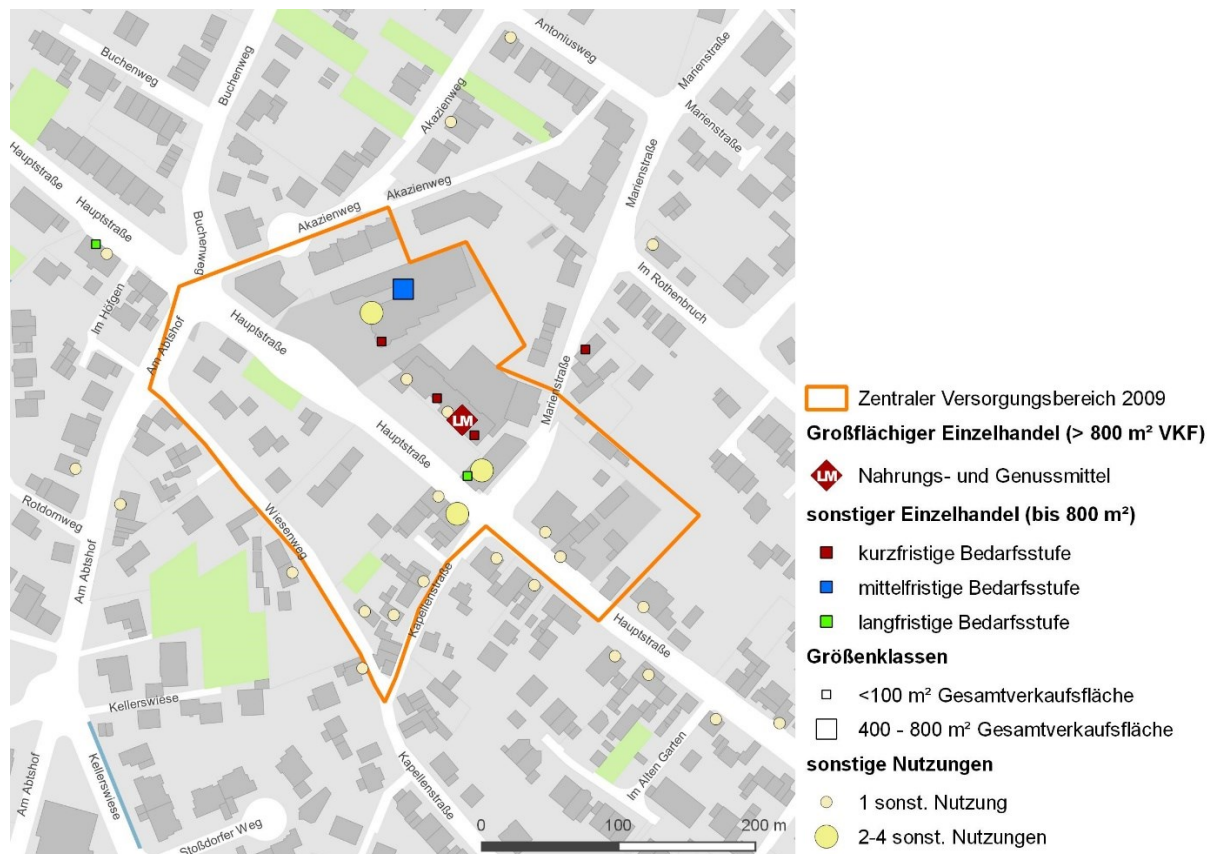 Antoniusweg
Marienstraße
Buchenweg
Buchenweg
Akazienweg
Marienstraße
Hauptstraße
Akazienweg
Marienstraße
Hauptstraße
Buchenweg
Akazienweg
Im Rothenbruch
Im Höfgen
Am Abtshof
Hauptstraße
Marienstraße
LM
Hauptstraße
Rotdornweg
Wiesenweg
Am Abtshof
Kapellenstraße
Hauptstraße
Kellerswiese
Kellerswiese
Am Abtshof
Kapellenstraße
Im Alten Garten
Stoßdorfer Weg
0 100 200 m
Zentraler Versorgungsbereich 2009
Großflächiger Einzelhandel (> 800 m² VKF)
LM Nahrungs- und Genussmittel
sonstiger Einzelhandel (bis 800 m²)
kurzfristige Bedarfsstufe
mittelfristige Bedarfsstufe
langfristige Bedarfsstufe
Größenklassen
<100 m² Gesamtverkaufsfläche
400 - 800 m² Gesamtverkaufsfläche
sonstige Nutzungen
1 sonst. Nutzung
2-4 sonst. Nutzungen